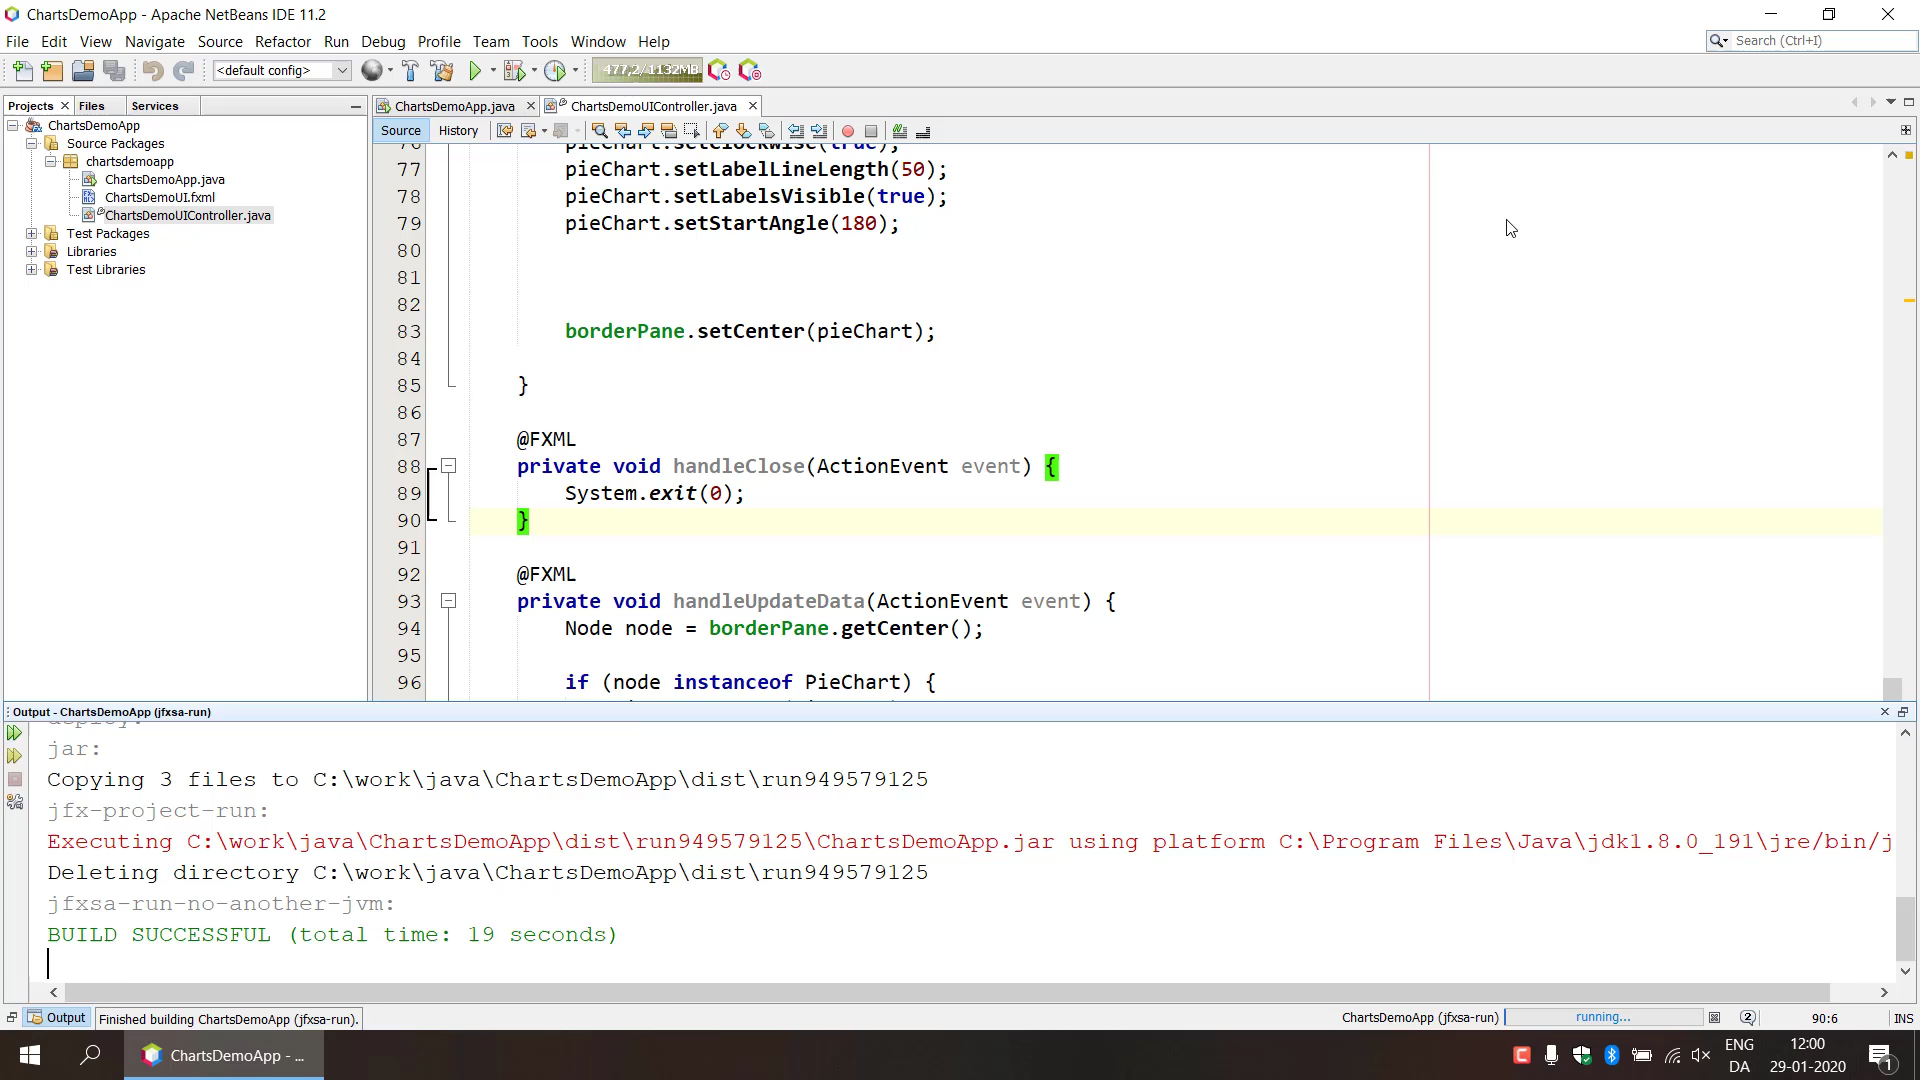 ChartsDemoApp - Apache NetBeans IDE 11.2
File Edit View Navigate Source Refactor Run Debug Profile Team Tools Window Help
Search (Ctrl+I)
<default config>
477,2/1132MB
Projects Files Services
ChartsDemoApp.java ChartsDemoUIController.java
ChartsDemoApp
Source Packages
chartsdemoapp
ChartsDemoApp.java
ChartsDemoUI.fxml
ChartsDemoUIController.java
Test Packages
Libraries
Test Libraries
Source History
76 pieChart.setClockwise(true);
77 pieChart.setLabelLineLength(50);
78 pieChart.setLabelsVisible(true);
79 pieChart.setStartAngle(180);
80
81
82
83 borderPane.setCenter(pieChart);
84
85 }
86
87 @FXML
88 private void handleClose(ActionEvent event) {
89 System.exit(0);
90 }
91
92 @FXML
93 private void handleUpdateData(ActionEvent event) {
94 Node node = borderPane.getCenter();
95
96 if (node instanceof PieChart) {
Output - ChartsDemoApp (jfxsa-run)
deploy:
jar:
Copying 3 files to C:\work\java\ChartsDemoApp\dist\run949579125
jfx-project-run:
Executing C:\work\java\ChartsDemoApp\dist\run949579125\ChartsDemoApp.jar using platform C:\Program Files\Java\jdk1.8.0_191\jre/bin/j
Deleting directory C:\work\java\ChartsDemoApp\dist\run949579125
jfxsa-run-no-another-jvm:
BUILD SUCCESSFUL (total time: 19 seconds)
Output
Finished building ChartsDemoApp (jfxsa-run).
ChartsDemoApp (jfxsa-run) running... 2 90:6 INS
ChartsDemoApp - ...
ENG
DA
12:00
29-01-2020
1